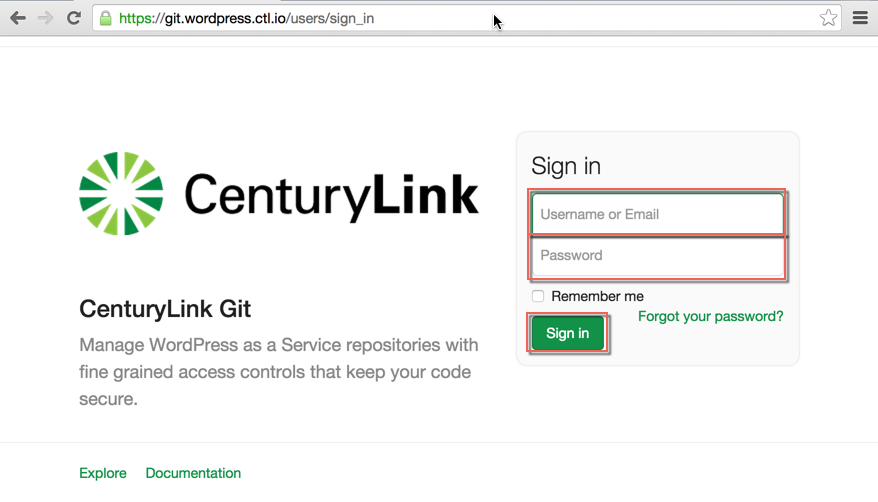 https://git.wordpress.ctl.io/users/sign_in
CenturyLink
Sign in
Username or Email
Password
Remember me
Forgot your password?
Sign in
CenturyLink Git
Manage WordPress as a Service repositories with
fine grained access controls that keep your code
secure.
Explore Documentation